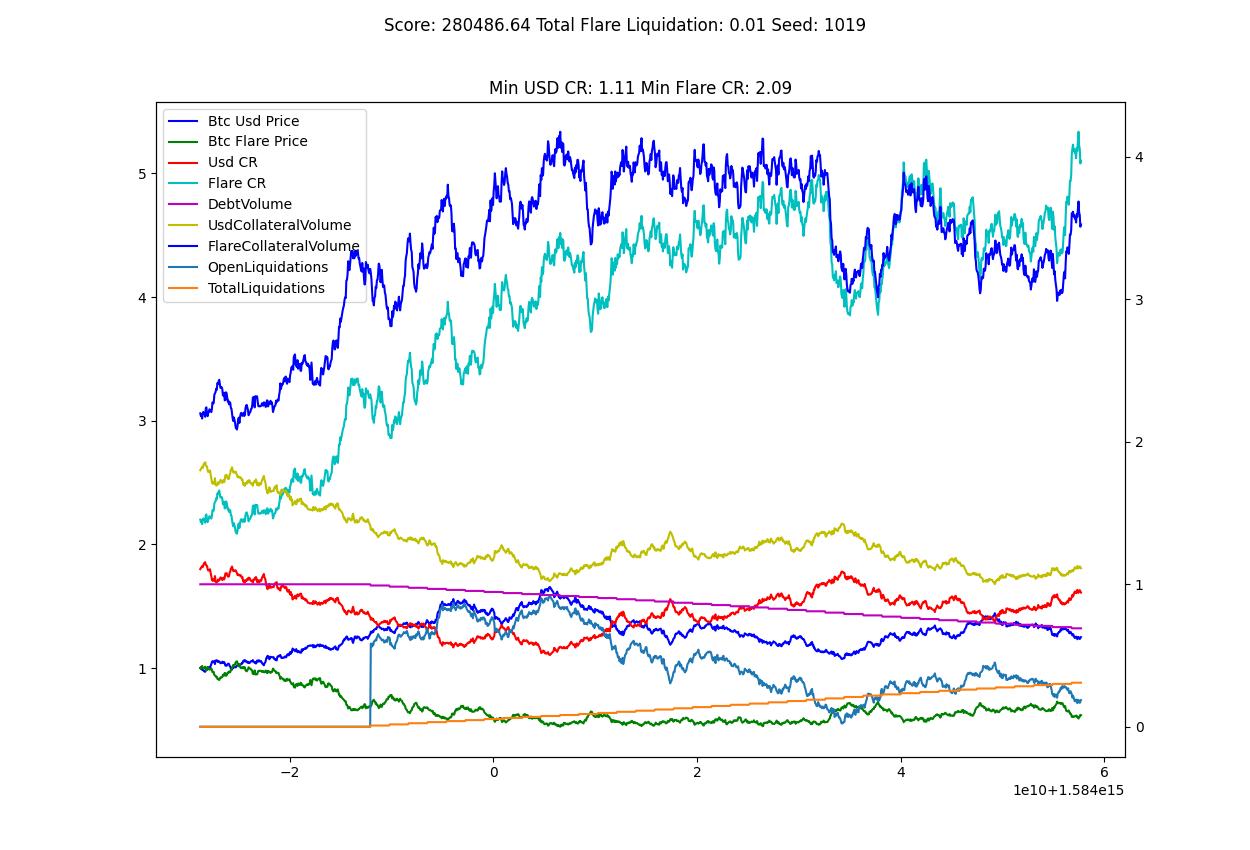 Score: 280486.64 Total Flare Liquidation: 0.01 Seed: 1019
Min USD CR: 1.11 Min Flare CR: 2.09
Btc Usd Price
Btc Flare Price
Usd CR
Flare CR
DebtVolume
UsdCollateralVolume
FlareCollateralVolume
OpenLiquidations
TotalLiquidations
5
4
3
2
1
4
3
2
1
0
−2 0 2 4 6
1e10+1.584e15